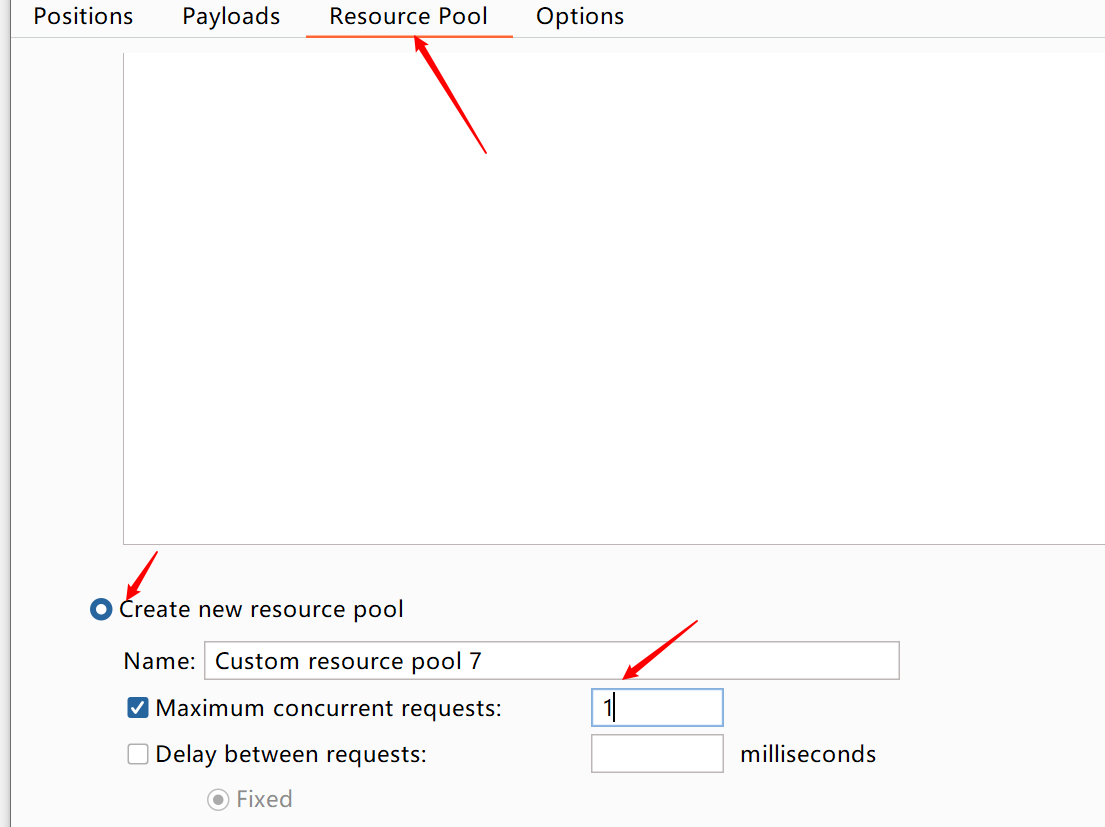 Positions Payloads Resource Pool Options
Create new resource pool
Name: Custom resource pool 7
Maximum concurrent requests: 1
Delay between requests: milliseconds
Fixed